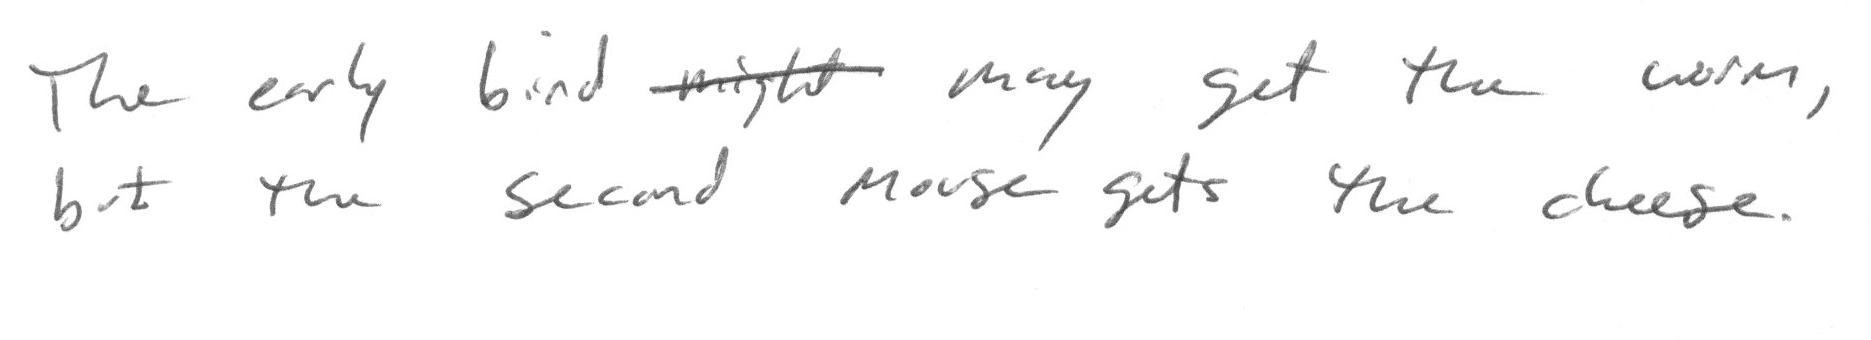 The early bird ~~might~~ may get the worm,
but the second mouse gets the cheese.